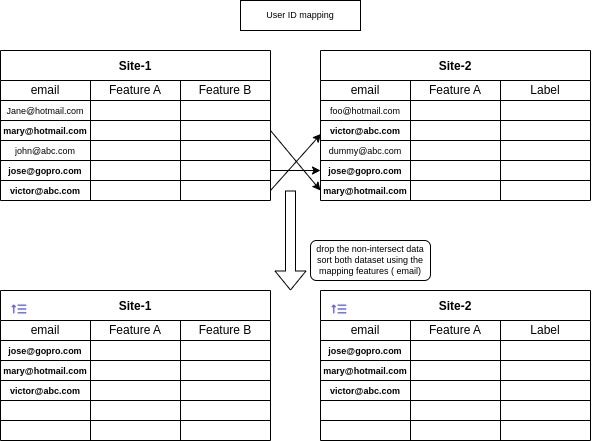 User ID mapping
Site-1
email Feature A Feature B
Jane@hotmail.com
mary@hotmail.com
john@abc.com
jose@gopro.com
victor@abc.com
Site-2
email Feature A Label
foo@hotmail.com
victor@abc.com
dummy@abc.com
jose@gopro.com
mary@hotmail.com
drop the non-intersect data
sort both dataset using the
mapping features ( email)
Site-1
email Feature A Feature B
jose@gopro.com
mary@hotmail.com
victor@abc.com
Site-2
email Feature A Label
jose@gopro.com
mary@hotmail.com
victor@abc.com